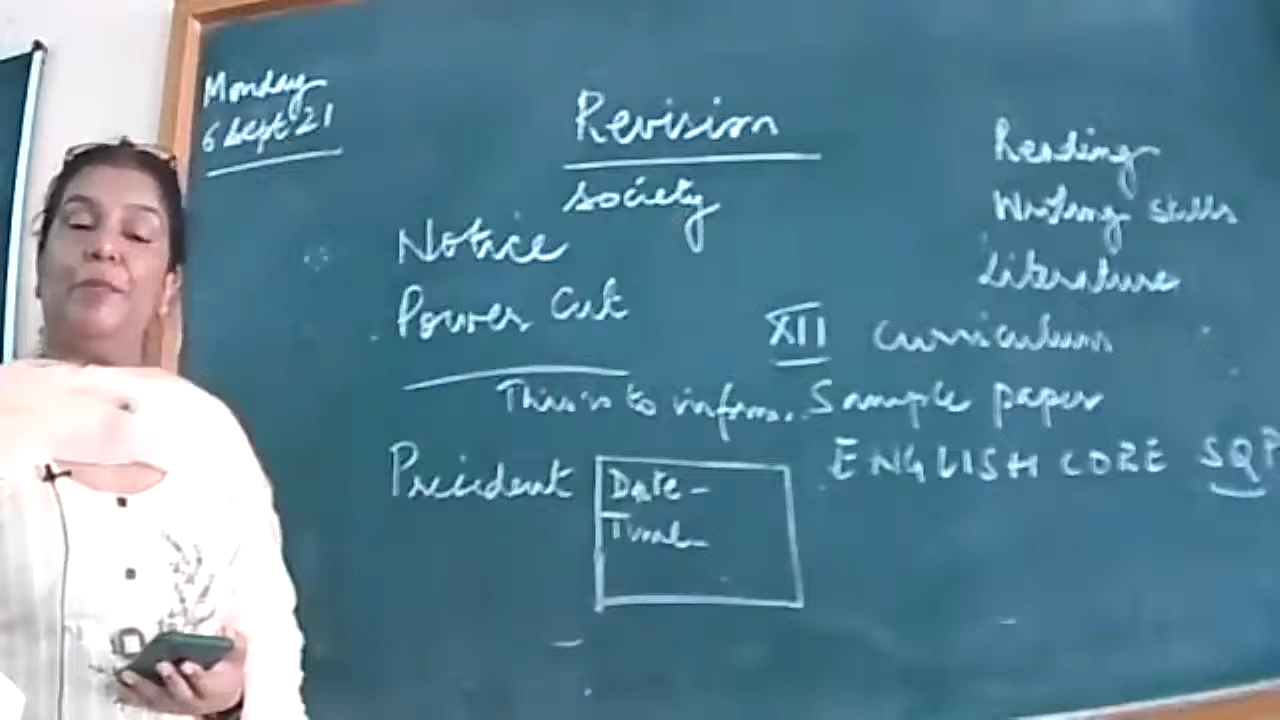 Monday
6 Sept 21
Revision
society
Notice
Power Cut
This is to inform...
President
Date -
Time -
Reading
Writing Skills
Literature
XII curriculum
Sample paper
ENGLISH CORE SQP